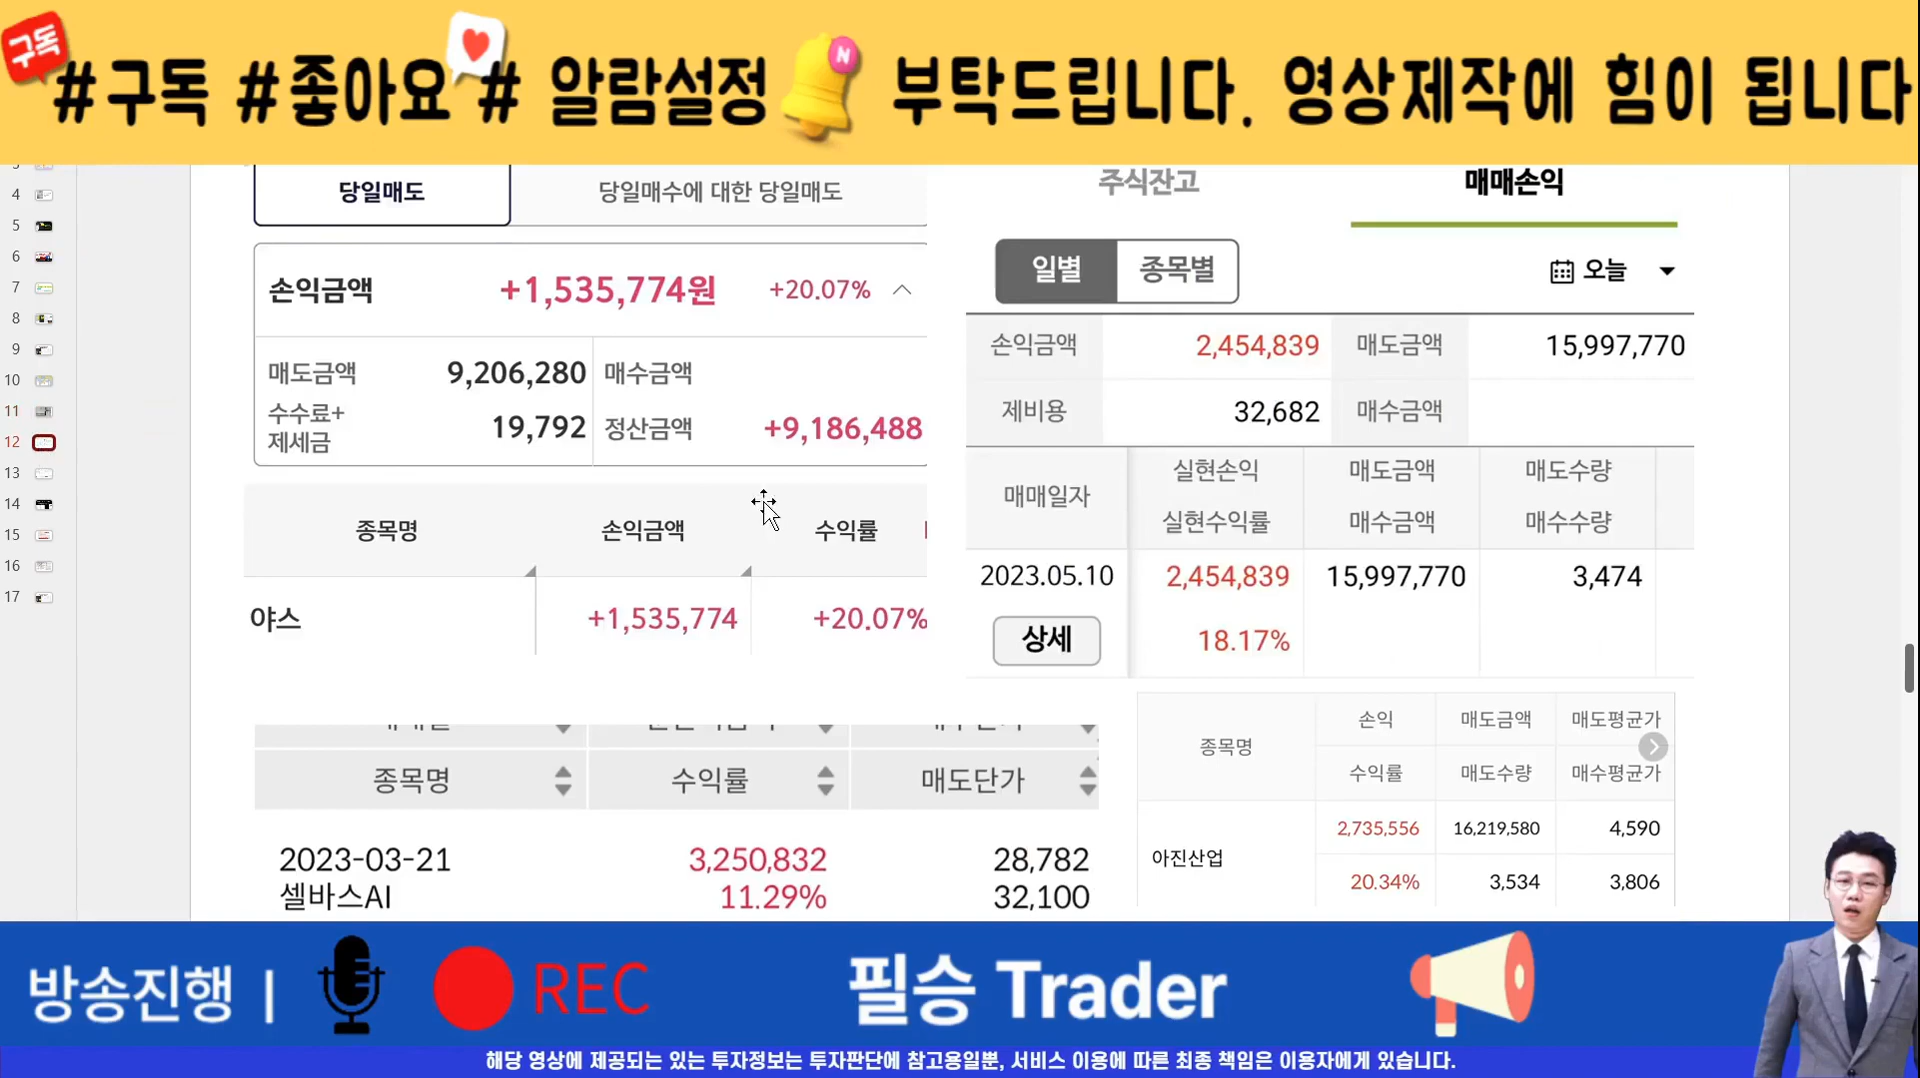 구독
#구독 #좋아요 # 알람설정 N 부탁드립니다. 영상제작에 힘이 됩니다
당일매도 당일매수에 대한 당일매도
손익금액 +1,535,774원 +20.07%
매도금액 9,206,280 매수금액
수수료+
제세금 19,792 정산금액 +9,186,488
종목명 손익금액 수익률
야스 +1,535,774 +20.07%
주식잔고 매매손익
일별 종목별 오늘
손익금액 2,454,839 매도금액 15,997,770
제비용 32,682 매수금액
매매일자 실현손익 매도금액 매도수량
실현수익률 매수금액 매수수량
2023.05.10 2,454,839 15,997,770 3,474
상세 18.17%
종목명 수익률 매도단가
2023-03-21 3,250,832 28,782
셀바스AI 11.29% 32,100
종목명 손익 매도금액 매도평균가
수익률 매도수량 매수평균가
아진산업 2,735,556 16,219,580 4,590
20.34% 3,534 3,806
4
5
6
7
8
9
10
11
12
13
14
15
16
17
방송진행 | REC 필승 Trader
해당 영상에 제공되는 있는 투자정보는 투자판단에 참고용일뿐, 서비스 이용에 따른 최종 책임은 이용자에게 있습니다.